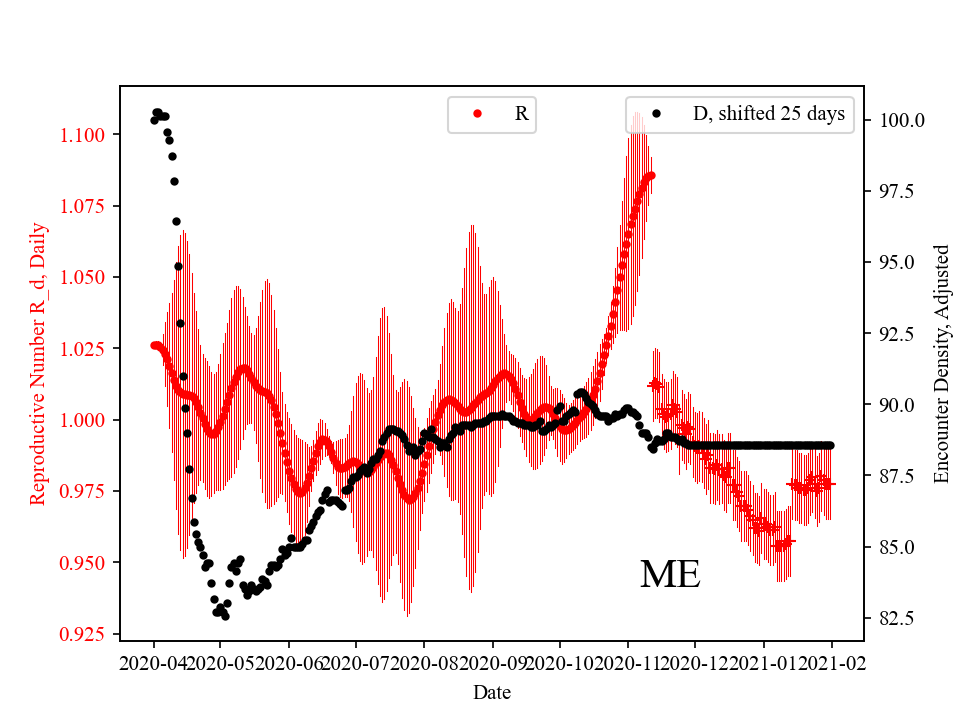 R
D, shifted 25 days
Reproductive Number R_d, Daily
1.100
1.075
1.050
1.025
1.000
0.975
0.950
0.925
100.0
97.5
95.0
92.5
90.0
87.5
85.0
82.5
Encounter Density, Adjusted
ME
2020-04 2020-05 2020-06 2020-07 2020-08 2020-09 2020-10 2020-11 2020-12 2021-01 2021-02
Date